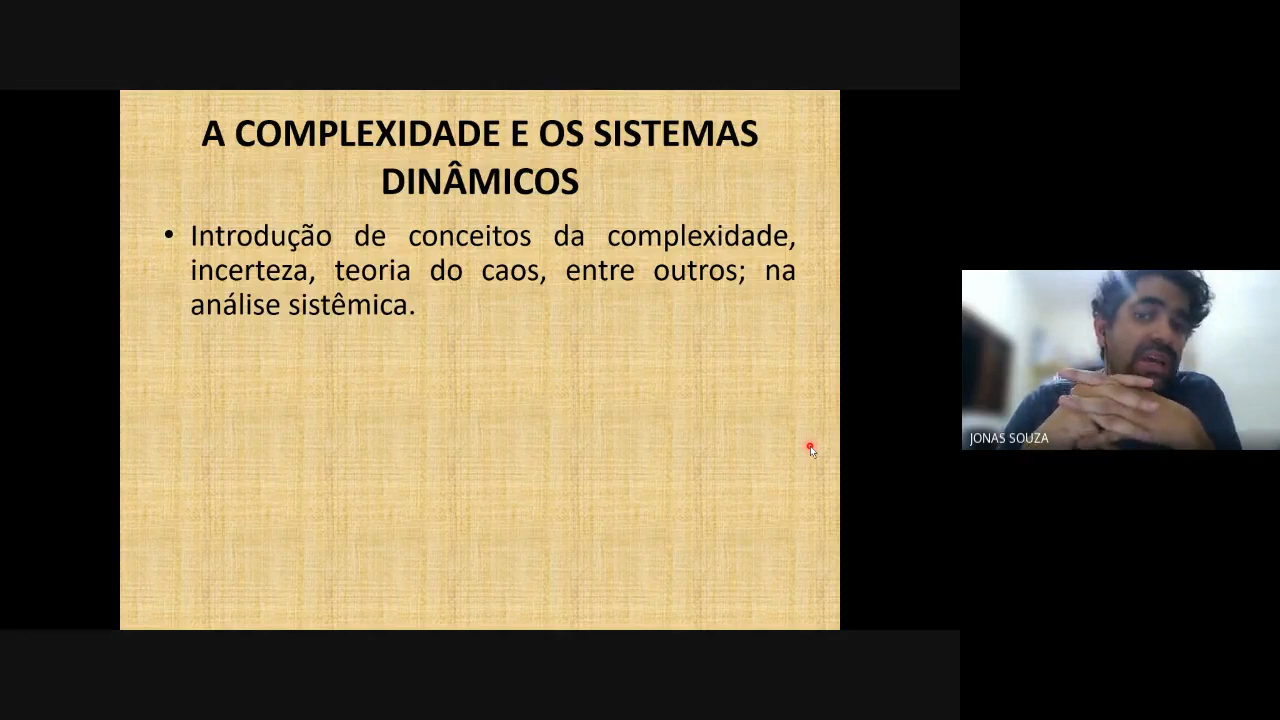 A COMPLEXIDADE E OS SISTEMAS
DINÂMICOS
• Introdução de conceitos da complexidade,
incerteza, teoria do caos, entre outros; na
análise sistêmica.
JONAS SOUZA